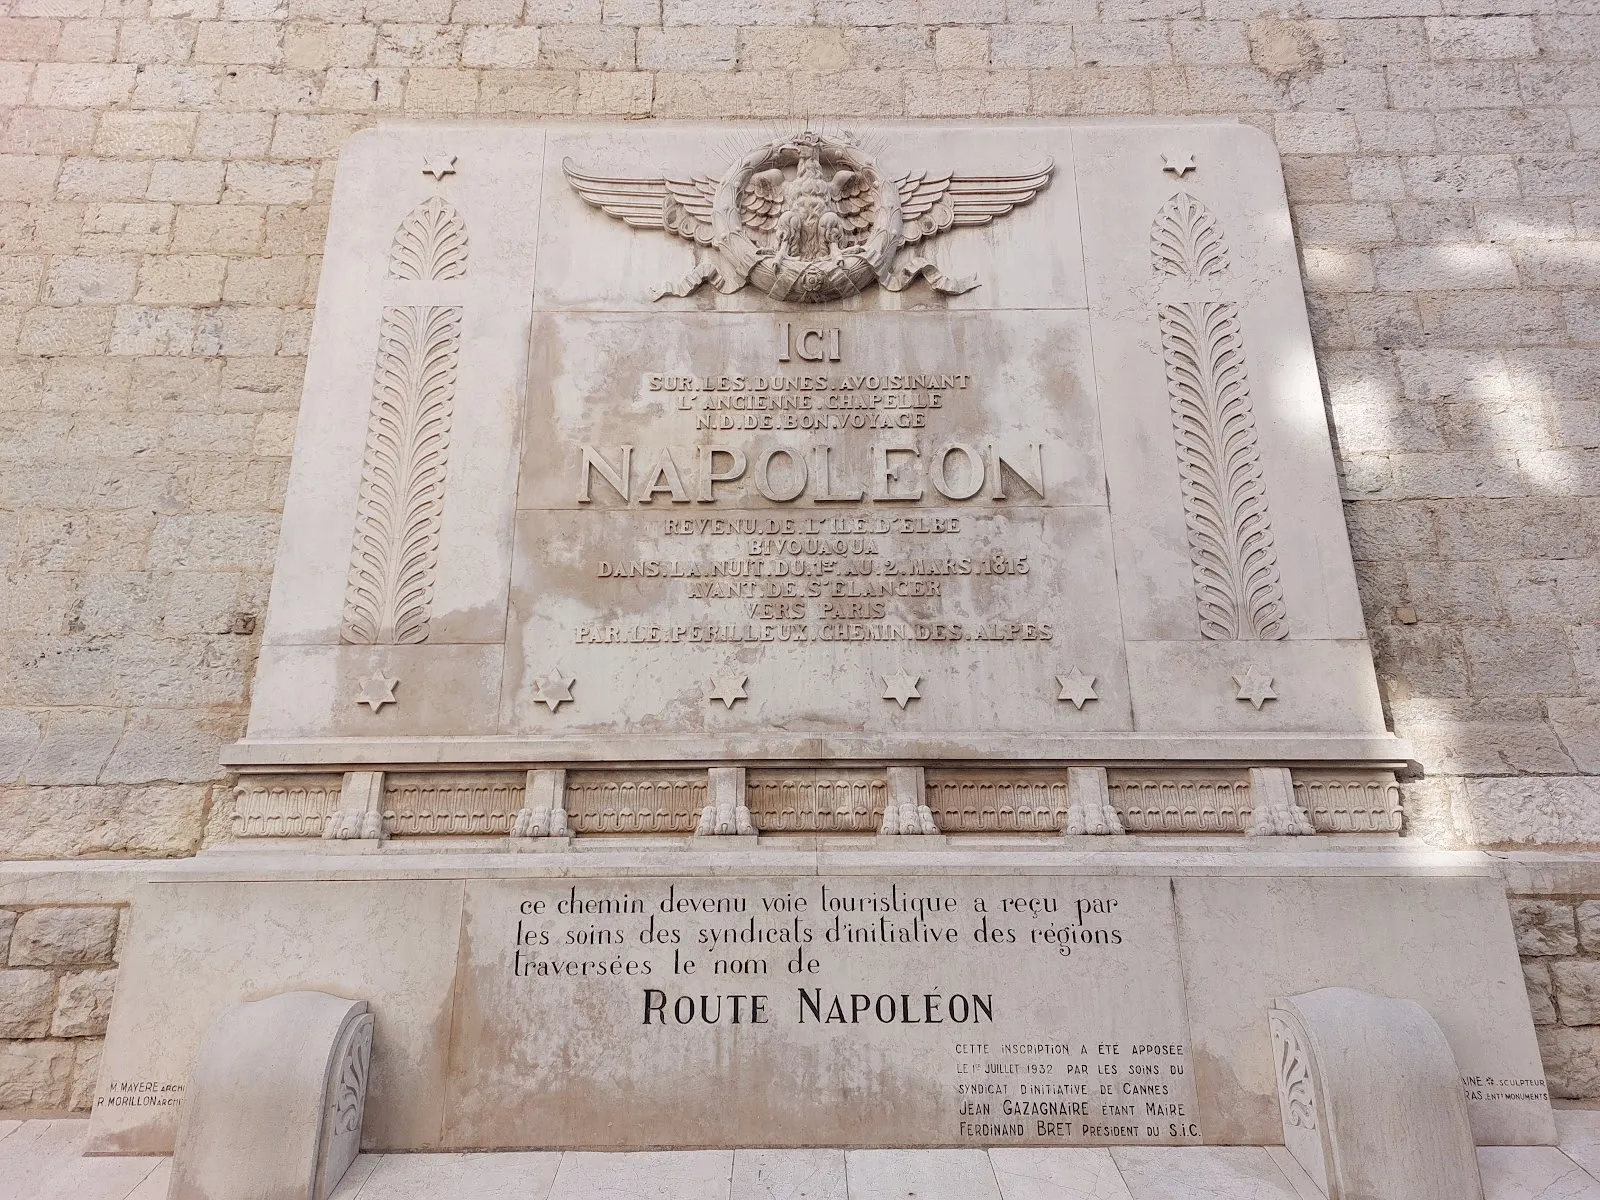 ICI
SUR.LES.DUNES.AVOISINANT
L'ANCIENNE.CHAPELLE
N.D.DE.BON.VOYAGE
NAPOLEON
REVENU.DE.L'ILE.D'ELBE
BIVOUAQUA
DANS.LA.NUIT.DU.1ER.AU.2.MARS.1815
AVANT.DE.S'ELANCER
VERS PARIS
PAR.LE.PERILLEUX.CHEMIN.DES.ALPES
ce chemin devenu voie touristique a reçu par
les soins des syndicats d'initiative des régions
traversées le nom de
ROUTE NAPOLÉON
CETTE INSCRIPTION A ÉTÉ APPOSÉE
LE 1ER JUILLET 1932 PAR LES SOINS DU
SYNDICAT D'INITIATIVE DE CANNES
JEAN GAZAGNAIRE ÉTANT MAIRE
FERDINAND BRET PRÉSIDENT DU S.I.C.
M. MAYERE ARCHI
R. MORILLON ARCHI
SCULPTEUR
ENTR MONUMENTS